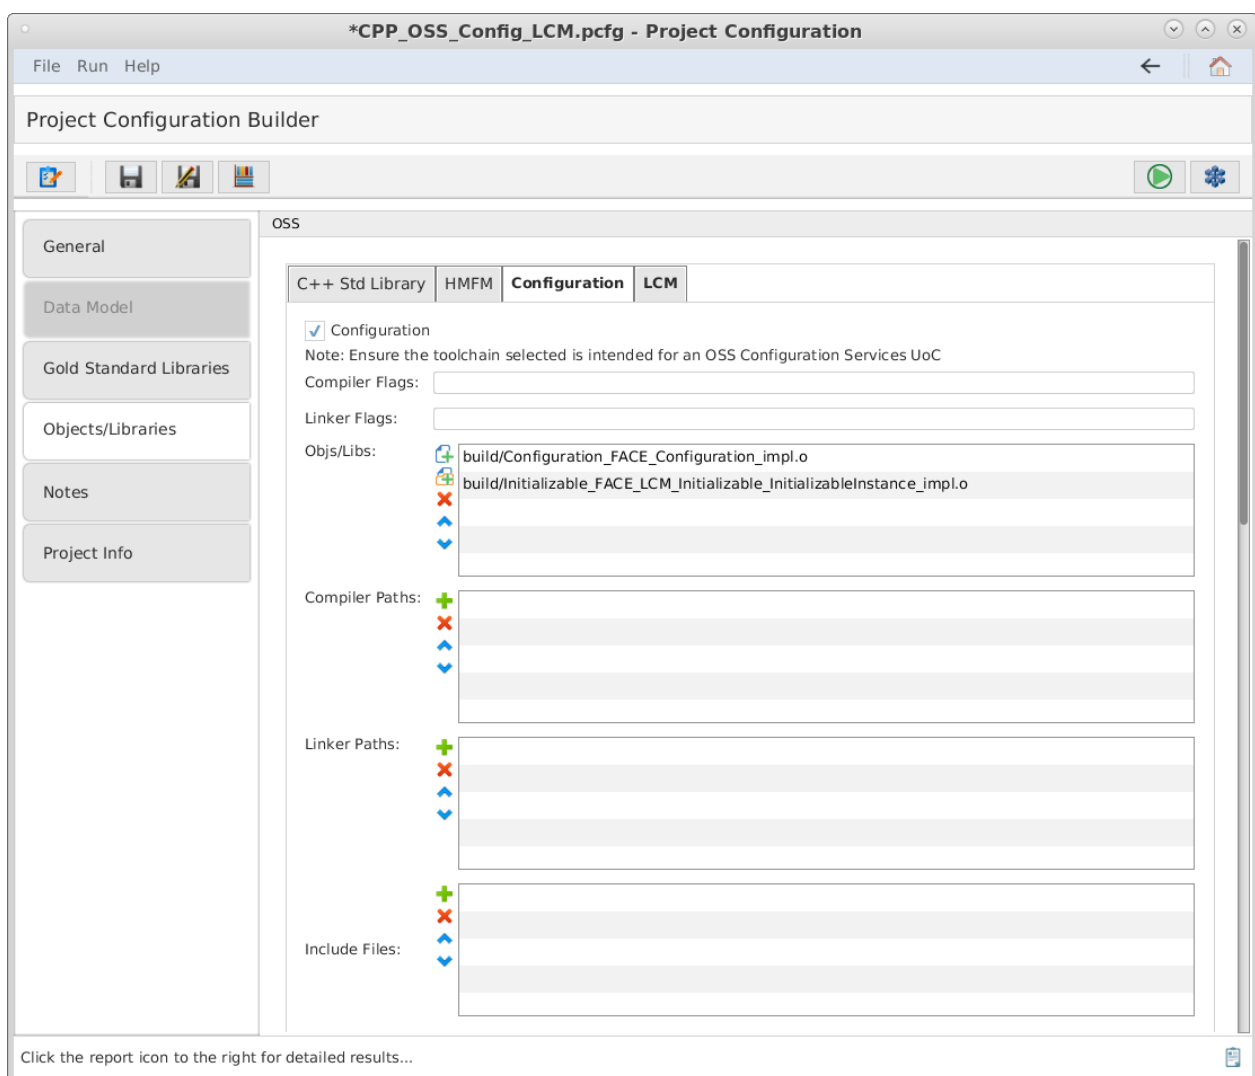 *CPP_OSS_Config_LCM.pcfg - Project Configuration
File Run Help
Project Configuration Builder
OSS
General
Data Model
Gold Standard Libraries
Objects/Libraries
Notes
Project Info
C++ Std Library HMFM Configuration LCM
Configuration
Note: Ensure the toolchain selected is intended for an OSS Configuration Services UoC
Compiler Flags:
Linker Flags:
Objs/Libs:
build/Configuration_FACE_Configuration_impl.o
build/Initializable_FACE_LCM_Initializable_InitializableInstance_impl.o
Compiler Paths:
Linker Paths:
Include Files:
Click the report icon to the right for detailed results...